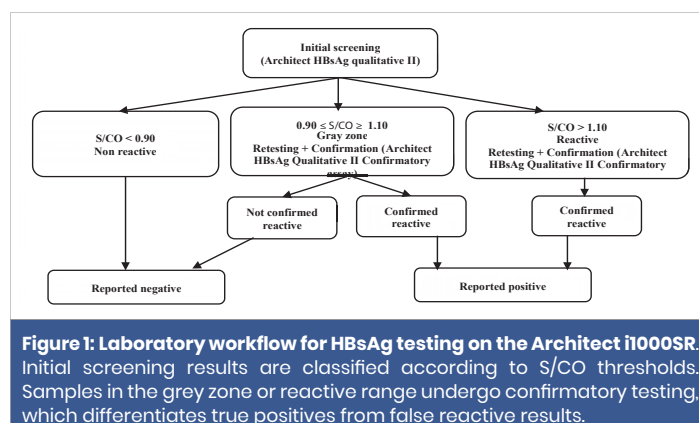 Initial screening
(Architect HBsAg qualitative II)
S/CO < 0.90
Non reactive
0.90 ≤ S/CO ≥ 1.10
Gray zone
Retesting + Confirmation (Architect
HBsAg Qualitative II Confirmatory
assay)
S/CO > 1.10
Reactive
Retesting + Confirmation (Architect
HBsAg Qualitative II Confirmatory
Not confirmed
reactive
Confirmed
reactive
Confirmed
reactive
Reported negative
Reported positive
Figure 1: Laboratory workflow for HBsAg testing on the Architect i1000SR.
Initial screening results are classified according to S/CO thresholds.
Samples in the grey zone or reactive range undergo confirmatory testing,
which differentiates true positives from false reactive results.